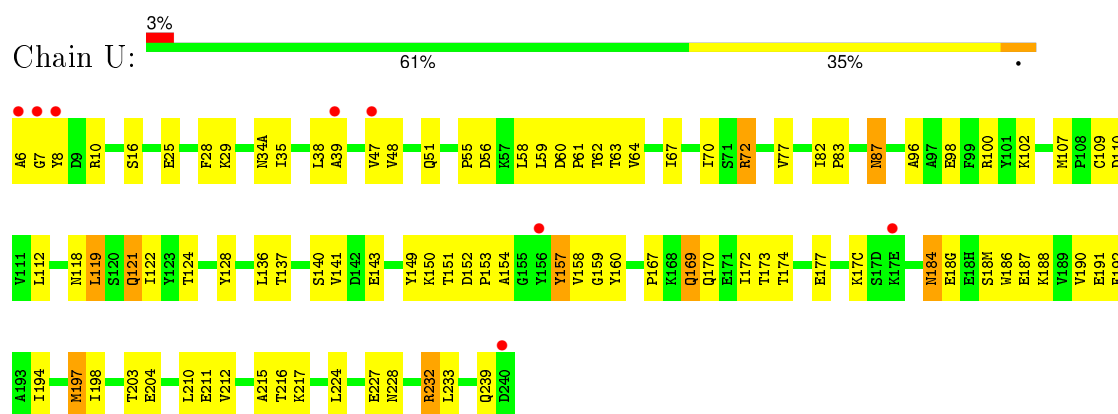 3%
Chain U:
61% 35% •
A6 G7 Y8 D9 R10 S16 E25 F28 K29 N34A I35 L38 A39 V47 V48 Q51 P55 D56 K57 L58 L59 D60 P61 T62 T63 V64 I67 I70 S71 R72 V77 I82 P83 N87 A96 A97 E98 F99 R100 Y101 K102 M107 P108 C109 D110
V111 L112 N118 L119 S120 Q121 I122 Y123 T124 Y128 L136 T137 S140 V141 D142 E143 Y149 K150 T151 D152 P153 A154 G155 Y156 Y157 V158 G159 Y160 P167 K168 Q169 Q170 E171 I172 T173 T174 E177 K17C S17D K17E N184 E18G E18H S18M W186 E187 K188 V189 V190 E191 F192
A193 I194 M197 I198 T203 E204 L210 E211 V212 A215 T216 K217 L224 E227 N228 R232 L233 Q239 D240